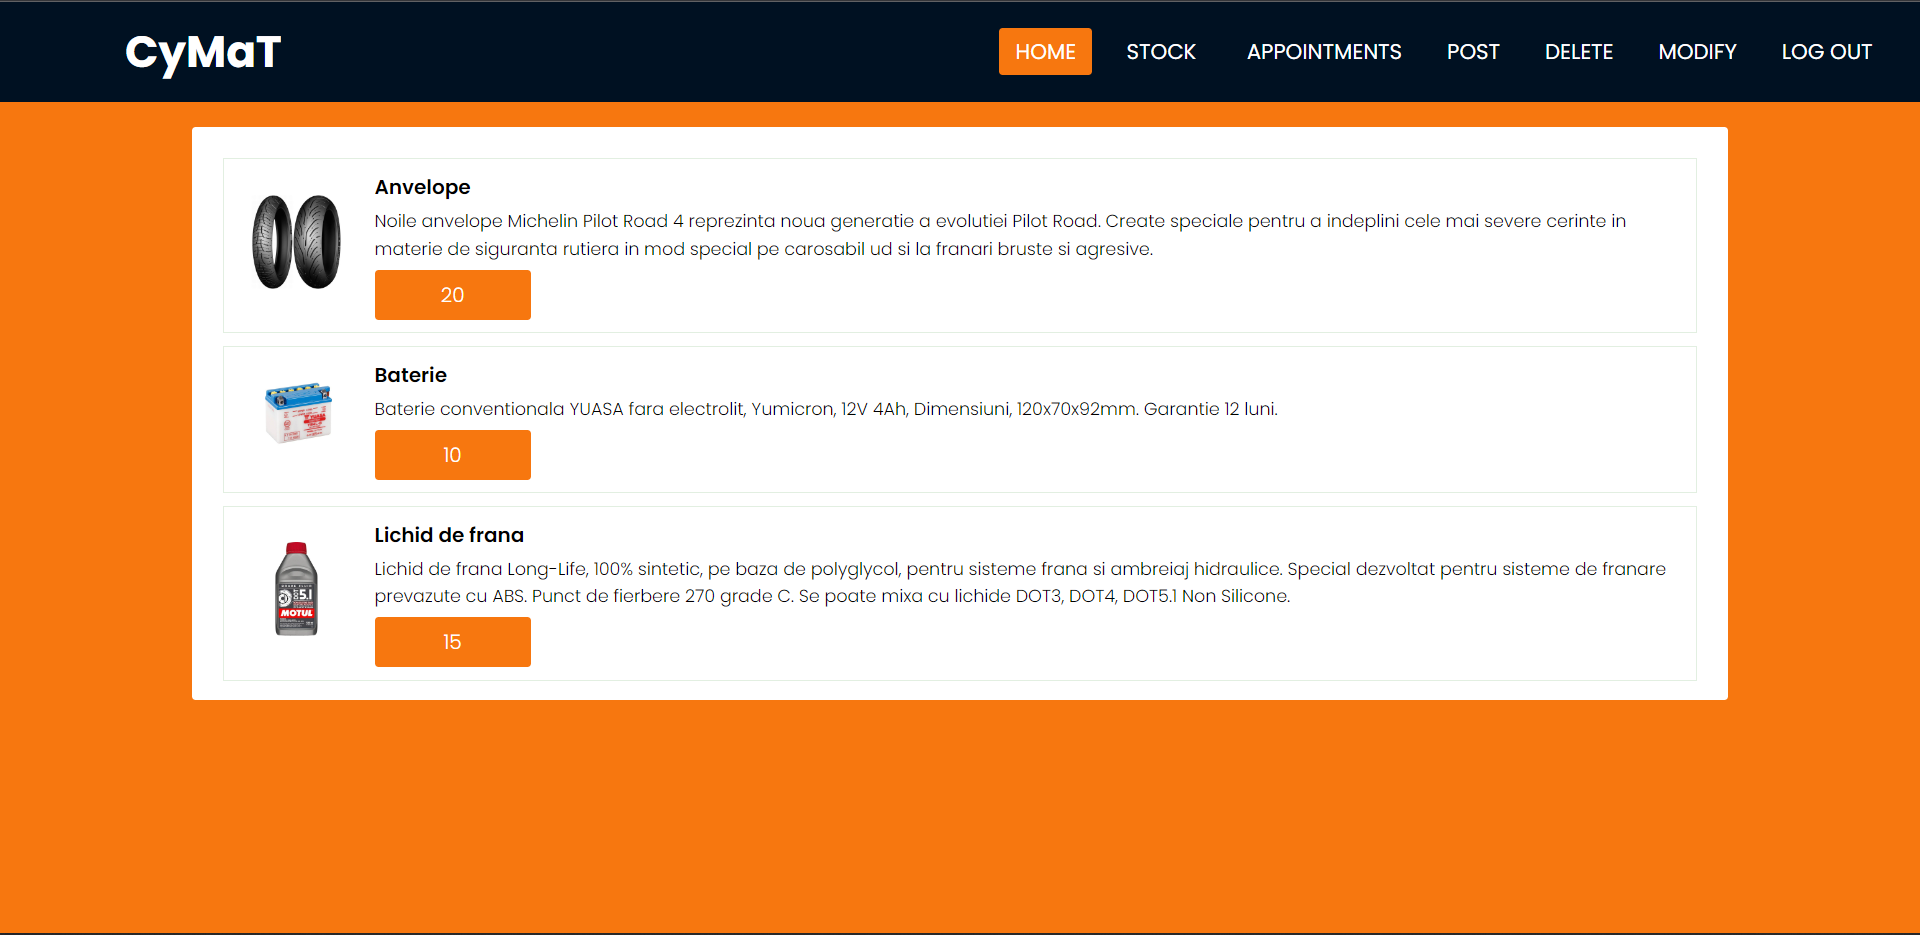 CyMaT
HOME STOCK APPOINTMENTS POST DELETE MODIFY LOG OUT
Anvelope
Noile anvelope Michelin Pilot Road 4 reprezinta noua generatie a evolutiei Pilot Road. Create speciale pentru a indeplini cele mai severe cerinte in
materie de siguranta rutiera in mod special pe carosabil ud si la franari bruste si agresive.
20
Baterie
Baterie conventionala YUASA fara electrolit, Yumicron, 12V 4Ah, Dimensiuni, 120x70x92mm. Garantie 12 luni.
10
Lichid de frana
Lichid de frana Long-Life, 100% sintetic, pe baza de polyglycol, pentru sisteme frana si ambreiaj hidraulice. Special dezvoltat pentru sisteme de franare
prevazute cu ABS. Punct de fierbere 270 grade C. Se poate mixa cu lichide DOT3, DOT4, DOT5.1 Non Silicone.
DOT 5.1
MOTUL
15